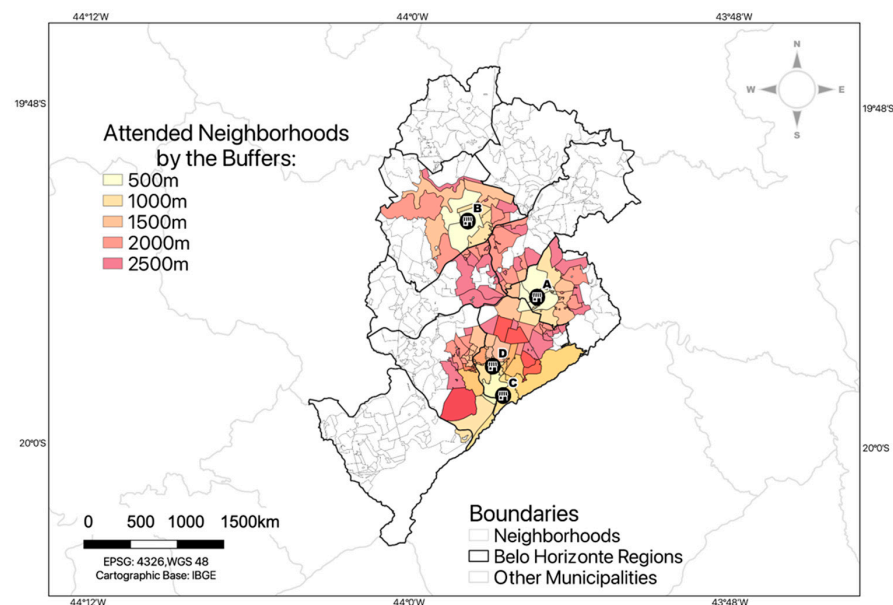 44°12'W 44°0'W 43°48'W
19°48'S 19°48'S
N
W E
S
Attended Neighborhoods
by the Buffers:
500m
1000m
1500m
2000m
2500m
B
A
D
C
20°0'S 20°0'S
0 500 1000 1500km
EPSG: 4326,WGS 48
Cartographic Base: IBGE
Boundaries
Neighborhoods
Belo Horizonte Regions
Other Municipalities
44°12'W 44°0'W 43°48'W